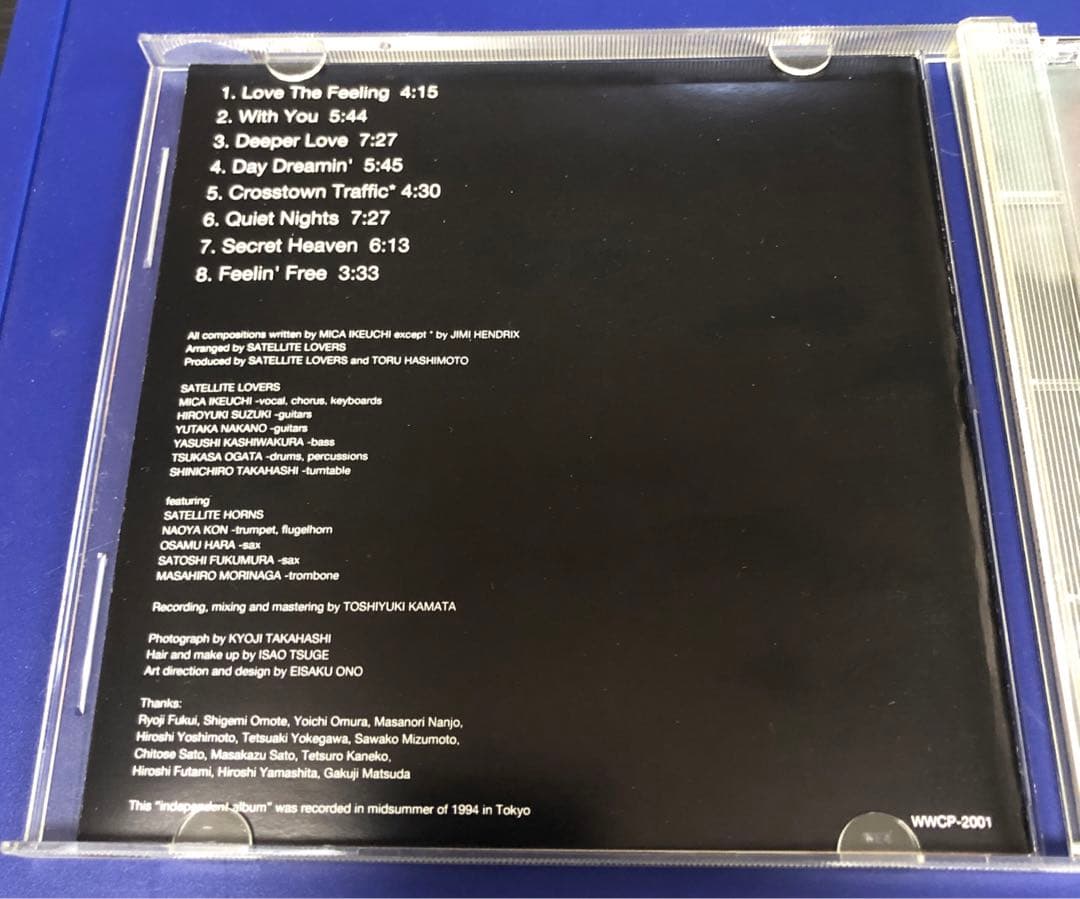 1. Love The Feeling 4:15
2. With You 5:44
3. Deeper Love 7:27
4. Day Dreamin' 5:45
5. Crosstown Traffic* 4:30
6. Quiet Nights 7:27
7. Secret Heaven 6:13
8. Feelin' Free 3:33
All compositions written by MICA IKEUCHI except * by JIMI HENDRIX
Arranged by SATELLITE LOVERS
Produced by SATELLITE LOVERS and TORU HASHIMOTO
SATELLITE LOVERS
MICA IKEUCHI -vocal, chorus, keyboards
HIROYUKI SUZUKI -guitars
YUTAKA NAKANO -guitars
YASUSHI KASHIWAKURA -bass
TSUKASA OGATA -drums, percussions
SHINICHIRO TAKAHASHI -turntable
featuring
SATELLITE HORNS
NAOYA KON -trumpet, flugelhorn
OSAMU HARA -sax
SATOSHI FUKUMURA -sax
MASAHIRO MORINAGA -trombone
Recording, mixing and mastering by TOSHIYUKI KAMATA
Photograph by KYOJI TAKAHASHI
Hair and make up by ISAO TSUGE
Art direction and design by EISAKU ONO
Thanks:
Ryoji Fukui, Shigemi Omote, Yoichi Omura, Masanori Nanjo,
Hiroshi Yoshimoto, Tetsuaki Yokegawa, Sawako Mizumoto,
Chitose Sato, Masakazu Sato, Tetsuro Kaneko,
Hiroshi Futami, Hiroshi Yamashita, Gakuji Matsuda
This "independent album" was recorded in midsummer of 1994 in Tokyo
WWCP-2001